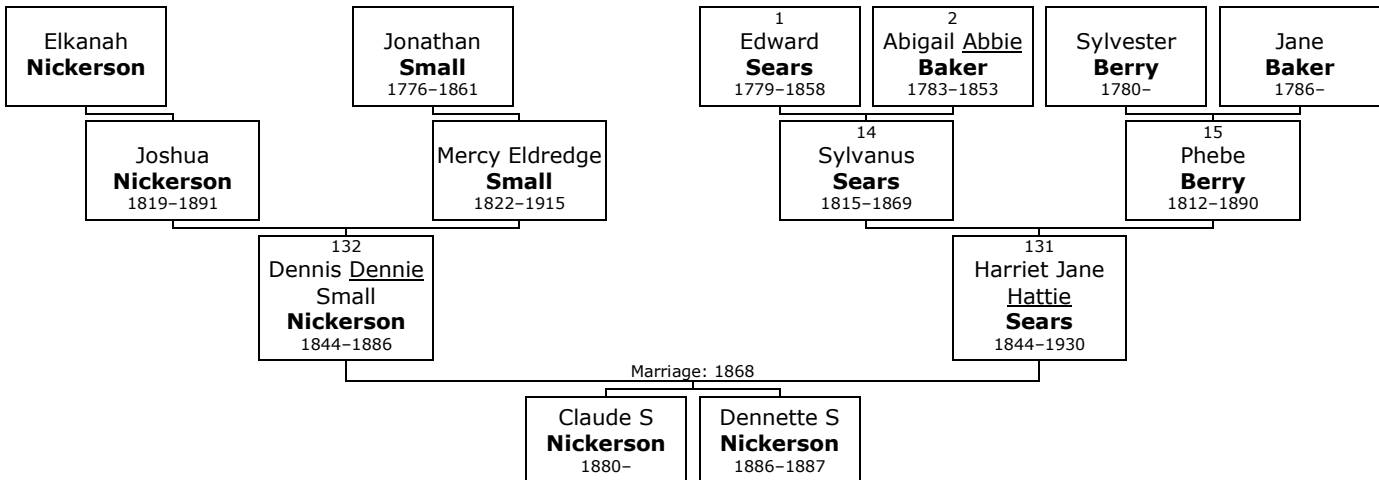 Elkanah
Nickerson
Jonathan
Small
1776–1861
1
Edward
Sears
1779–1858
2
Abigail Abbie
Baker
1783–1853
Sylvester
Berry
1780–
Jane
Baker
1786–
Joshua
Nickerson
1819–1891
Mercy Eldredge
Small
1822–1915
14
Sylvanus
Sears
1815–1869
15
Phebe
Berry
1812–1890
132
Dennis Dennie
Small
Nickerson
1844–1886
131
Harriet Jane
Hattie
Sears
1844–1930
Marriage: 1868
Claude S
Nickerson
1880–
Dennette S
Nickerson
1886–1887